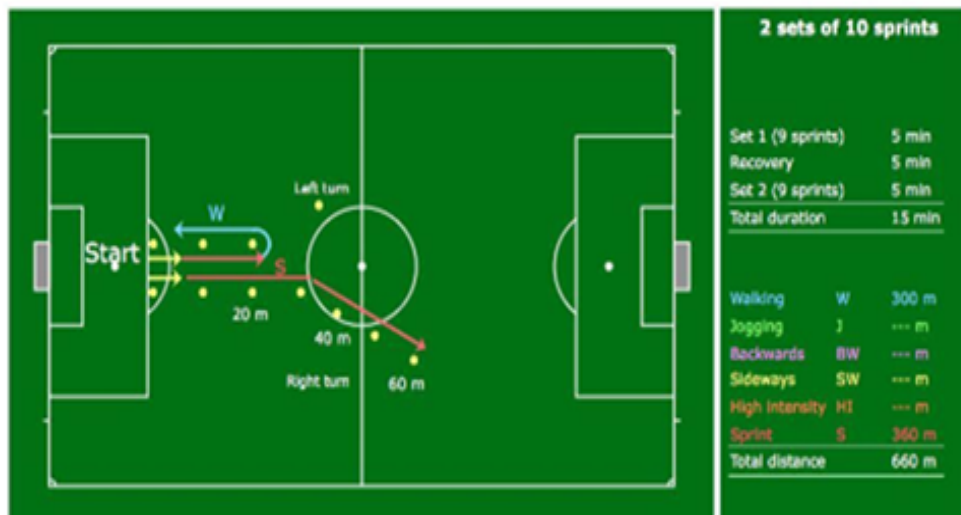 2 sets of 10 sprints
Set 1 (9 sprints) 5 min
Recovery 5 min
Set 2 (9 sprints) 5 min
Total duration 15 min
Left turn
W
Start
S
20 m
40 m
Right turn
60 m
Walking W 300 m
Jogging J --- m
Backwards BW --- m
Sideways SW --- m
High Intensity HI --- m
Sprint S 360 m
Total distance 660 m